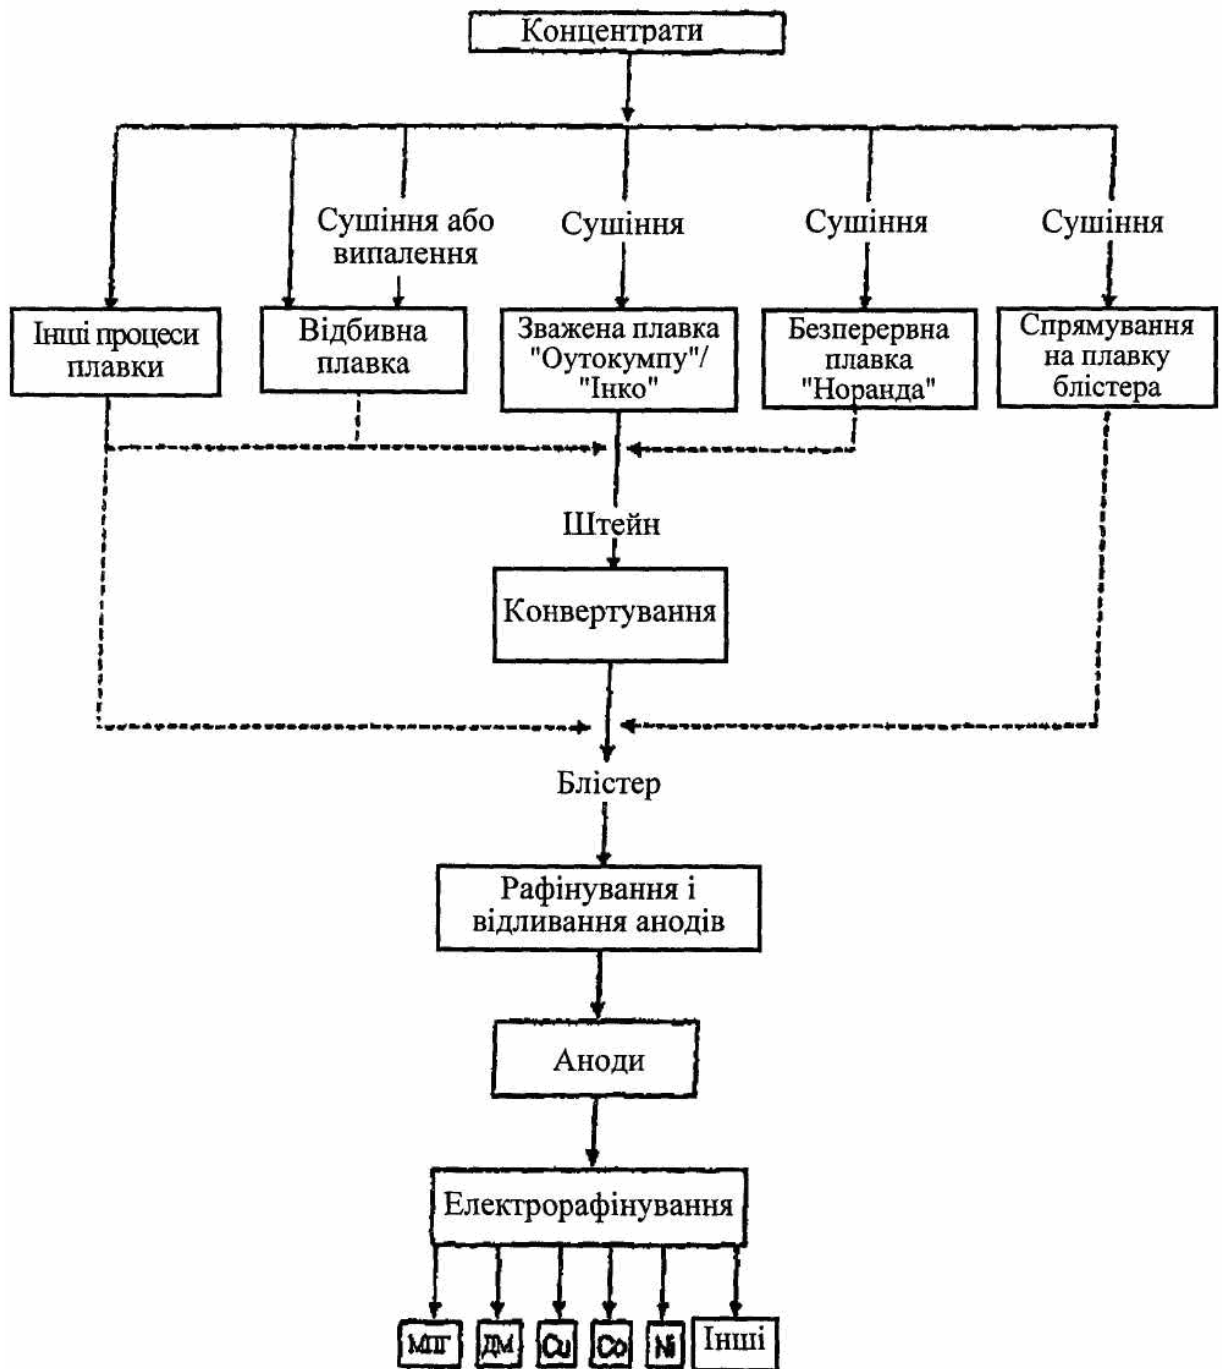 Концентрати
Сушіння або
випалення
Сушіння
Сушіння
Сушіння
Інші процеси
плавки
Відбивна
плавка
Зважена плавка
"Оутокумпу"/
"Інко"
Безперервна
плавка
"Норанда"
Спрямування
на плавку
блістера
Штейн
Конвертування
Блістер
Рафінування і
відливання анодів
Аноди
Електрорафінування
МПГ
ДМ
Cu
Co
Ni
Інші